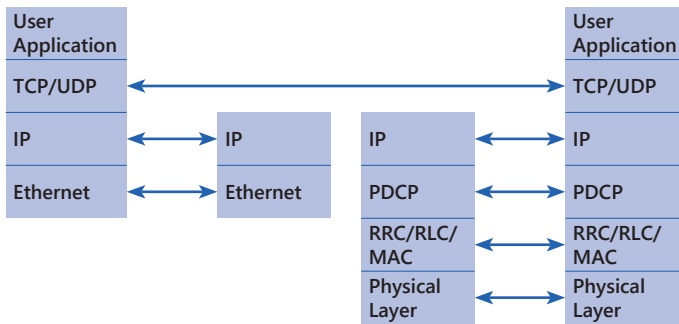 User
Application
TCP/UDP
IP
Ethernet
IP
Ethernet
IP
PDCP
RRC/RLC/
MAC
Physical
Layer
User
Application
TCP/UDP
IP
PDCP
RRC/RLC/
MAC
Physical
Layer